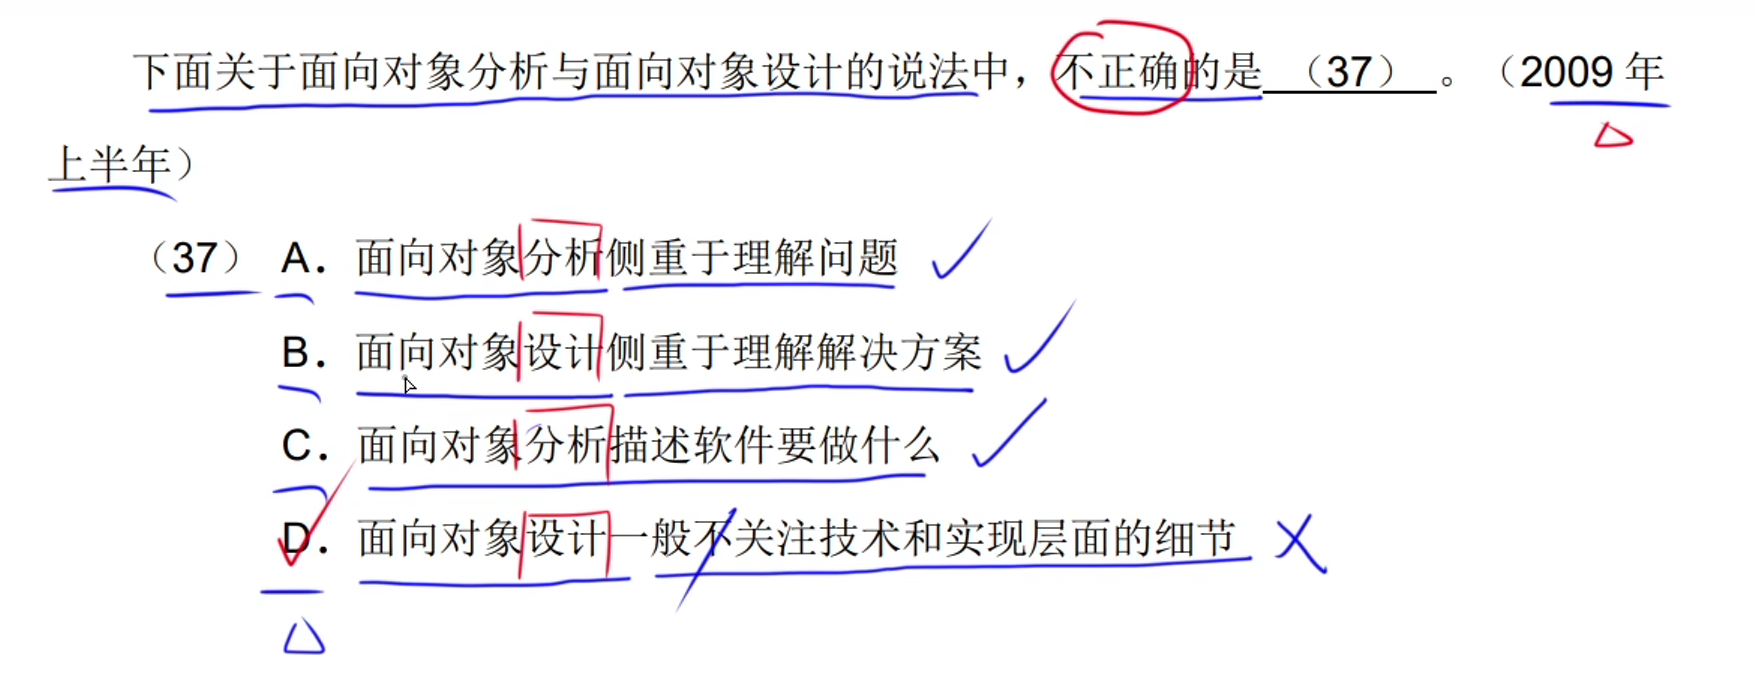 下面关于面向对象分析与面向对象设计的说法中，不正确的是 （37） 。（2009 年
上半年）
（37） A. 面向对象分析侧重于理解问题
B. 面向对象设计侧重于理解解决方案
C. 面向对象分析描述软件要做什么
D. 面向对象设计一般不关注技术和实现层面的细节